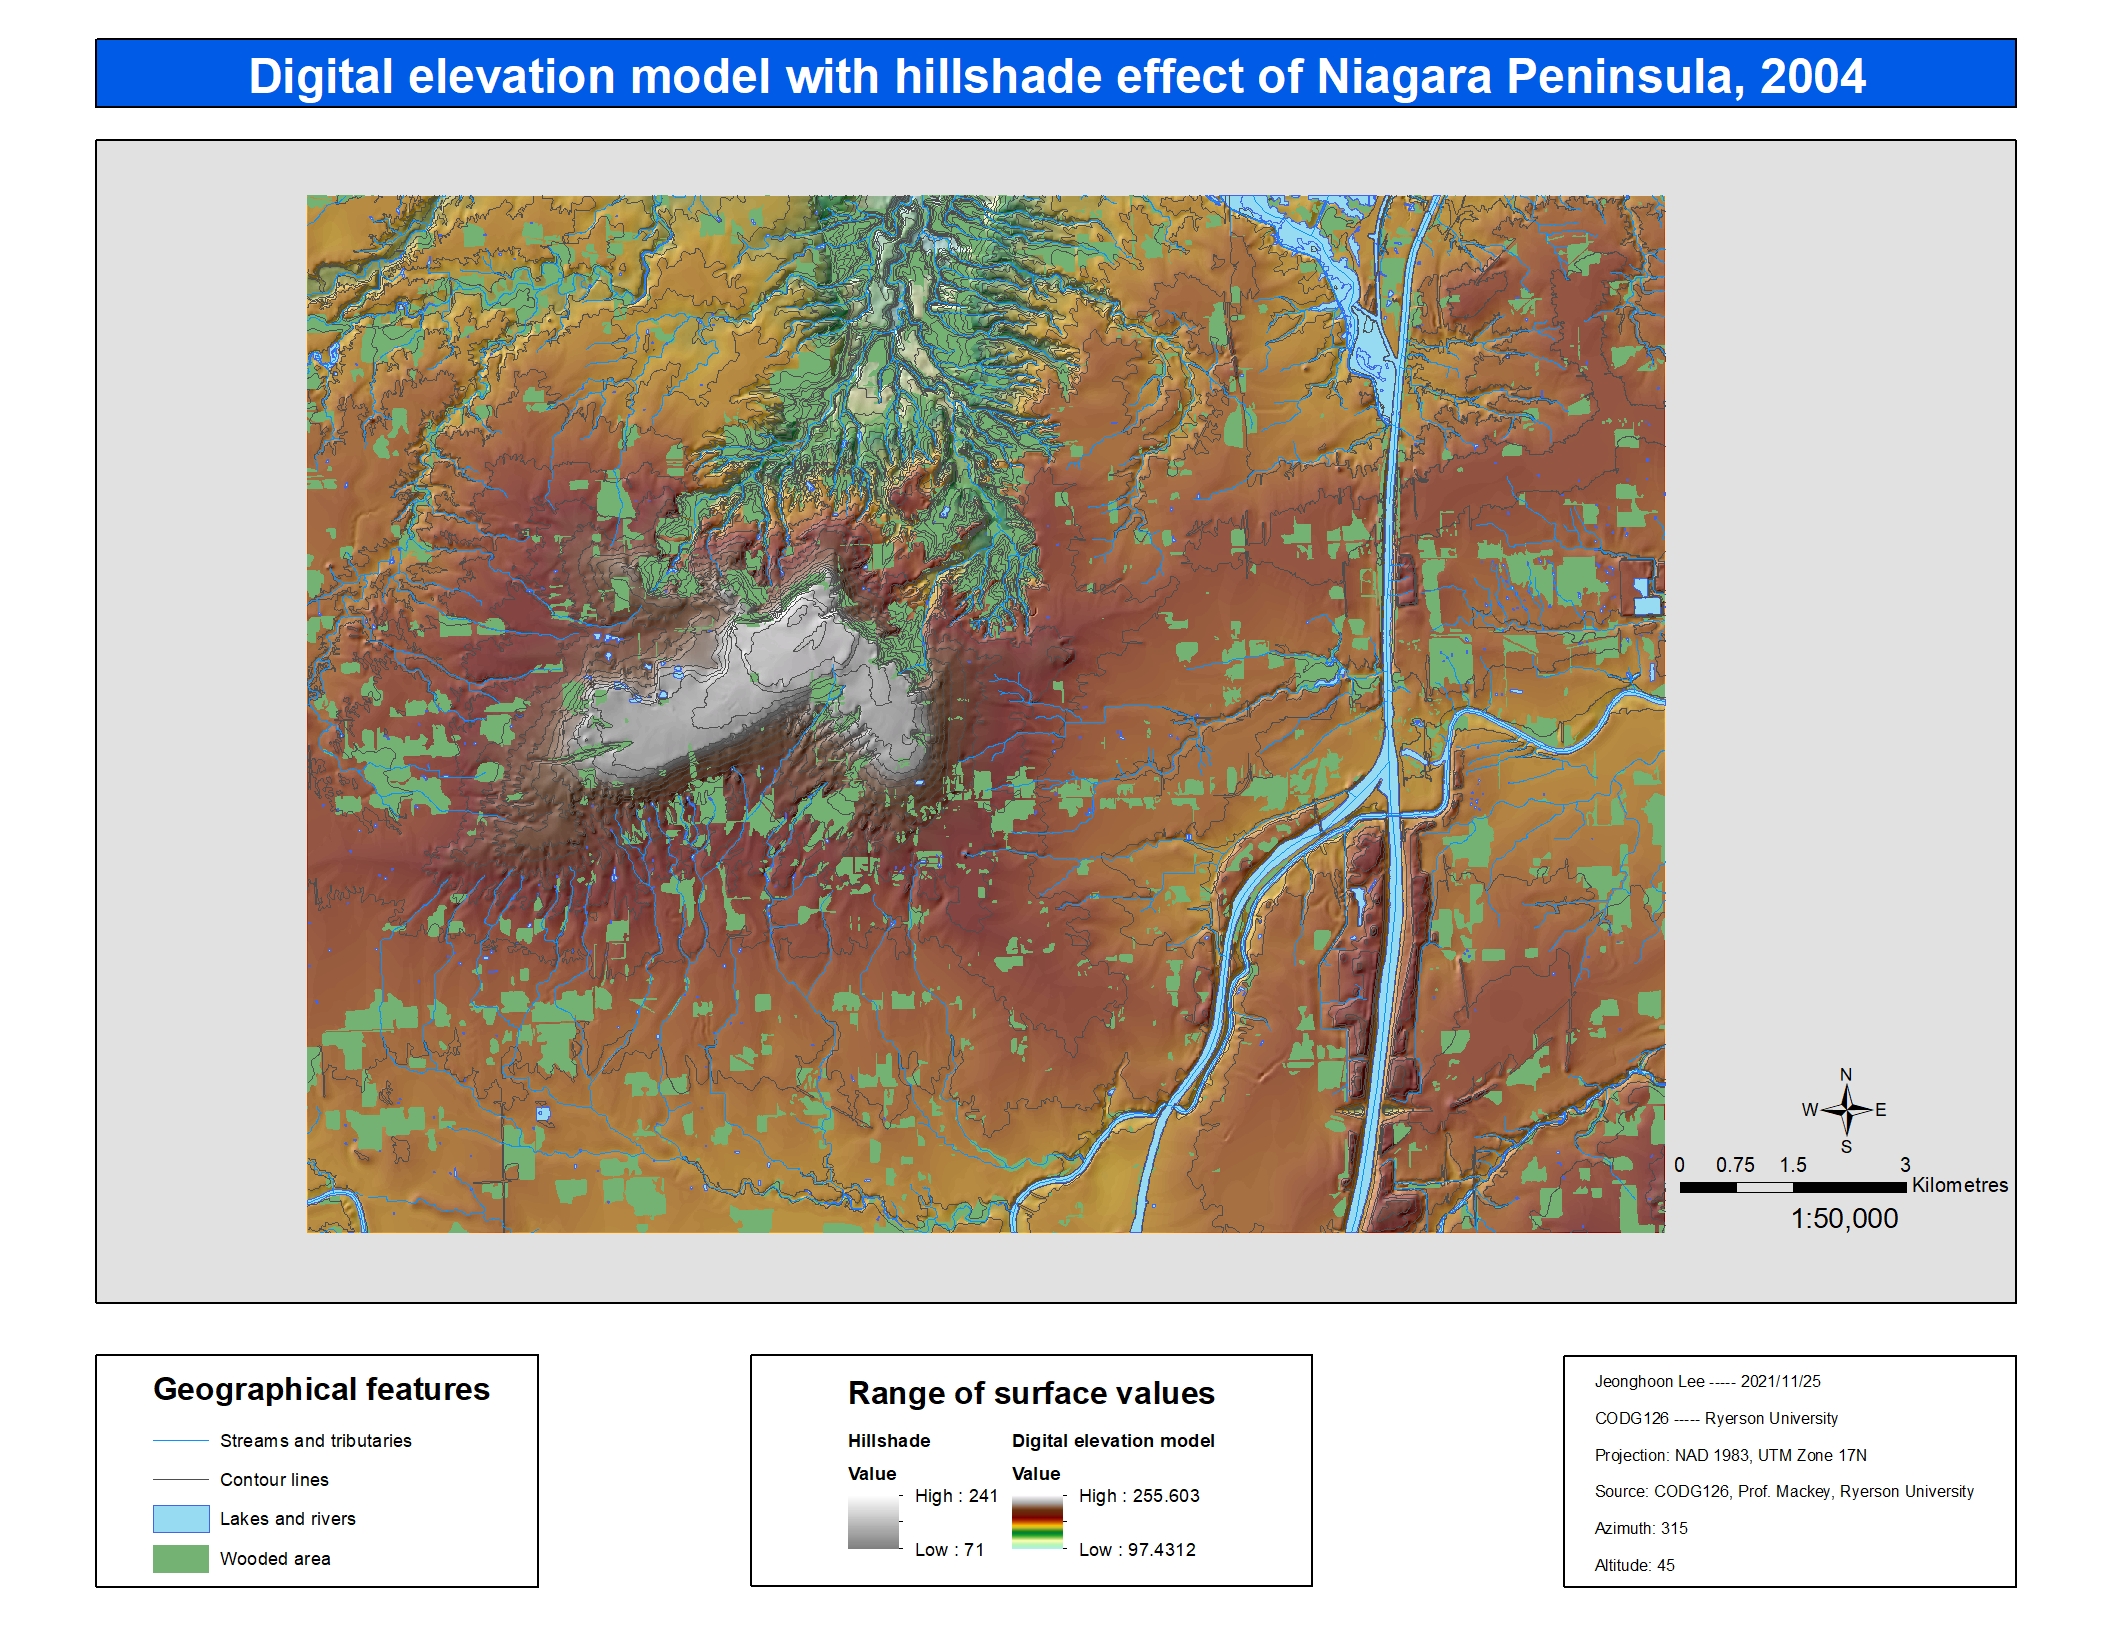 Digital elevation model with hillshade effect of Niagara Peninsula, 2004
N
W E
S
0 0.75 1.5 3
Kilometres
1:50,000
Geographical features
Streams and tributaries
Contour lines
Lakes and rivers
Wooded area
Range of surface values
Hillshade Digital elevation model
Value Value
High : 241 High : 255.603
Low : 71 Low : 97.4312
Jeonghoon Lee ----- 2021/11/25
CODG126 ----- Ryerson University
Projection: NAD 1983, UTM Zone 17N
Source: CODG126, Prof. Mackey, Ryerson University
Azimuth: 315
Altitude: 45